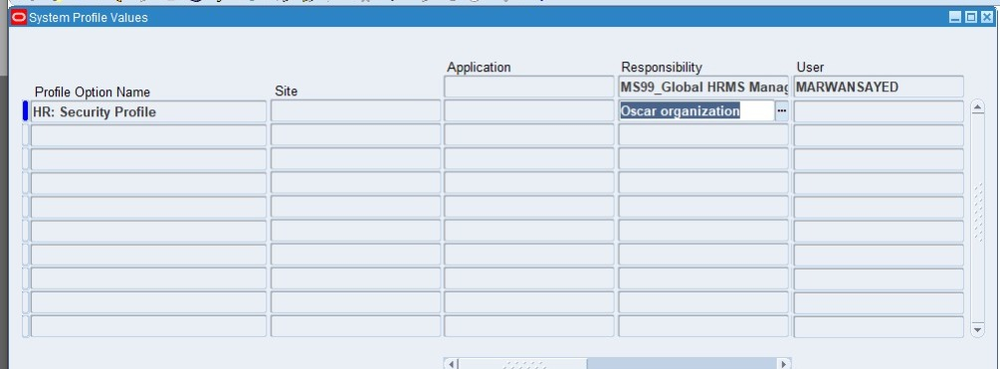 System Profile Values
Application Responsibility User
Profile Option Name Site
MS99_Global HRMS Manag MARWANSAYED
HR: Security Profile Oscar organization ...